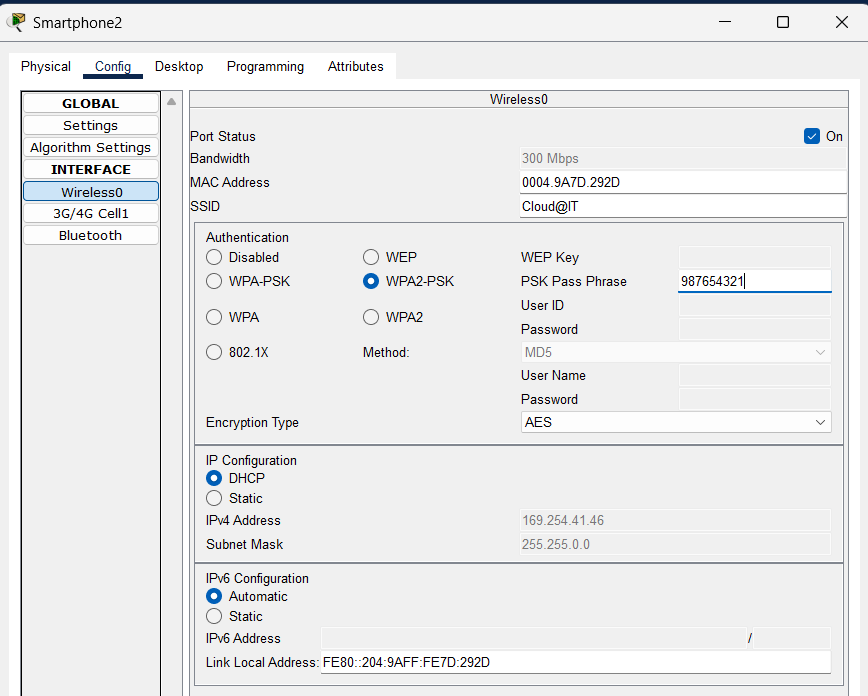 Smartphone2
Physical Config Desktop Programming Attributes
GLOBAL
Settings
Algorithm Settings
INTERFACE
Wireless0
3G/4G Cell1
Bluetooth
Wireless0
Port Status On
Bandwidth 300 Mbps
MAC Address 0004.9A7D.292D
SSID Cloud@IT
Authentication
Disabled WEP WEP Key
WPA-PSK WPA2-PSK PSK Pass Phrase 987654321
User ID
WPA WPA2
Password
802.1X Method: MD5
User Name
Password
Encryption Type AES
IP Configuration
DHCP
Static
IPv4 Address 169.254.41.46
Subnet Mask 255.255.0.0
IPv6 Configuration
Automatic
Static
IPv6 Address /
Link Local Address: FE80::204:9AFF:FE7D:292D